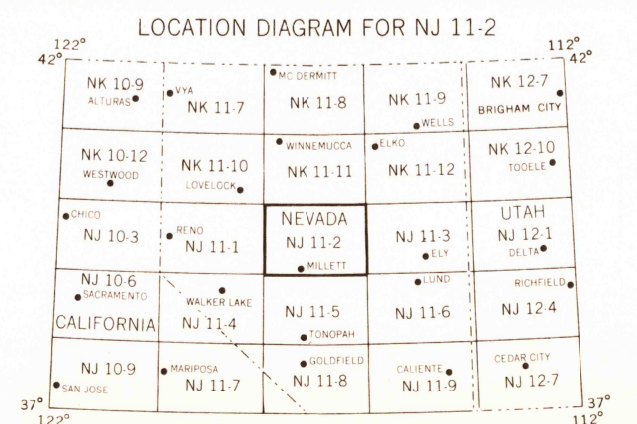 LOCATION DIAGRAM FOR NJ 11-2
122°
112°
42°
42°
NK 10-9
ALTURAS
VYA
NK 11-7
MC DERMITT
NK 11-8
NK 11-9
WELLS
NK 12-7
BRIGHAM CITY
NK 10-12
WESTWOOD
NK 11-10
LOVELOCK
WINNEMUCCA
NK 11-11
ELKO
NK 11-12
NK 12-10
TOOELE
CHICO
NJ 10-3
RENO
NJ 11-1
NEVADA
NJ 11-2
MILLETT
NJ 11-3
ELY
UTAH
NJ 12-1
DELTA
NJ 10-6
SACRAMENTO
CALIFORNIA
WALKER LAKE
NJ 11-4
NJ 11-5
TONOPAH
LUND
NJ 11-6
RICHFIELD
NJ 12-4
NJ 10-9
SAN JOSE
MARIPOSA
NJ 11-7
GOLDFIELD
NJ 11-8
CALIENTE
NJ 11-9
CEDAR CITY
NJ 12-7
37°
37°
122°
112°